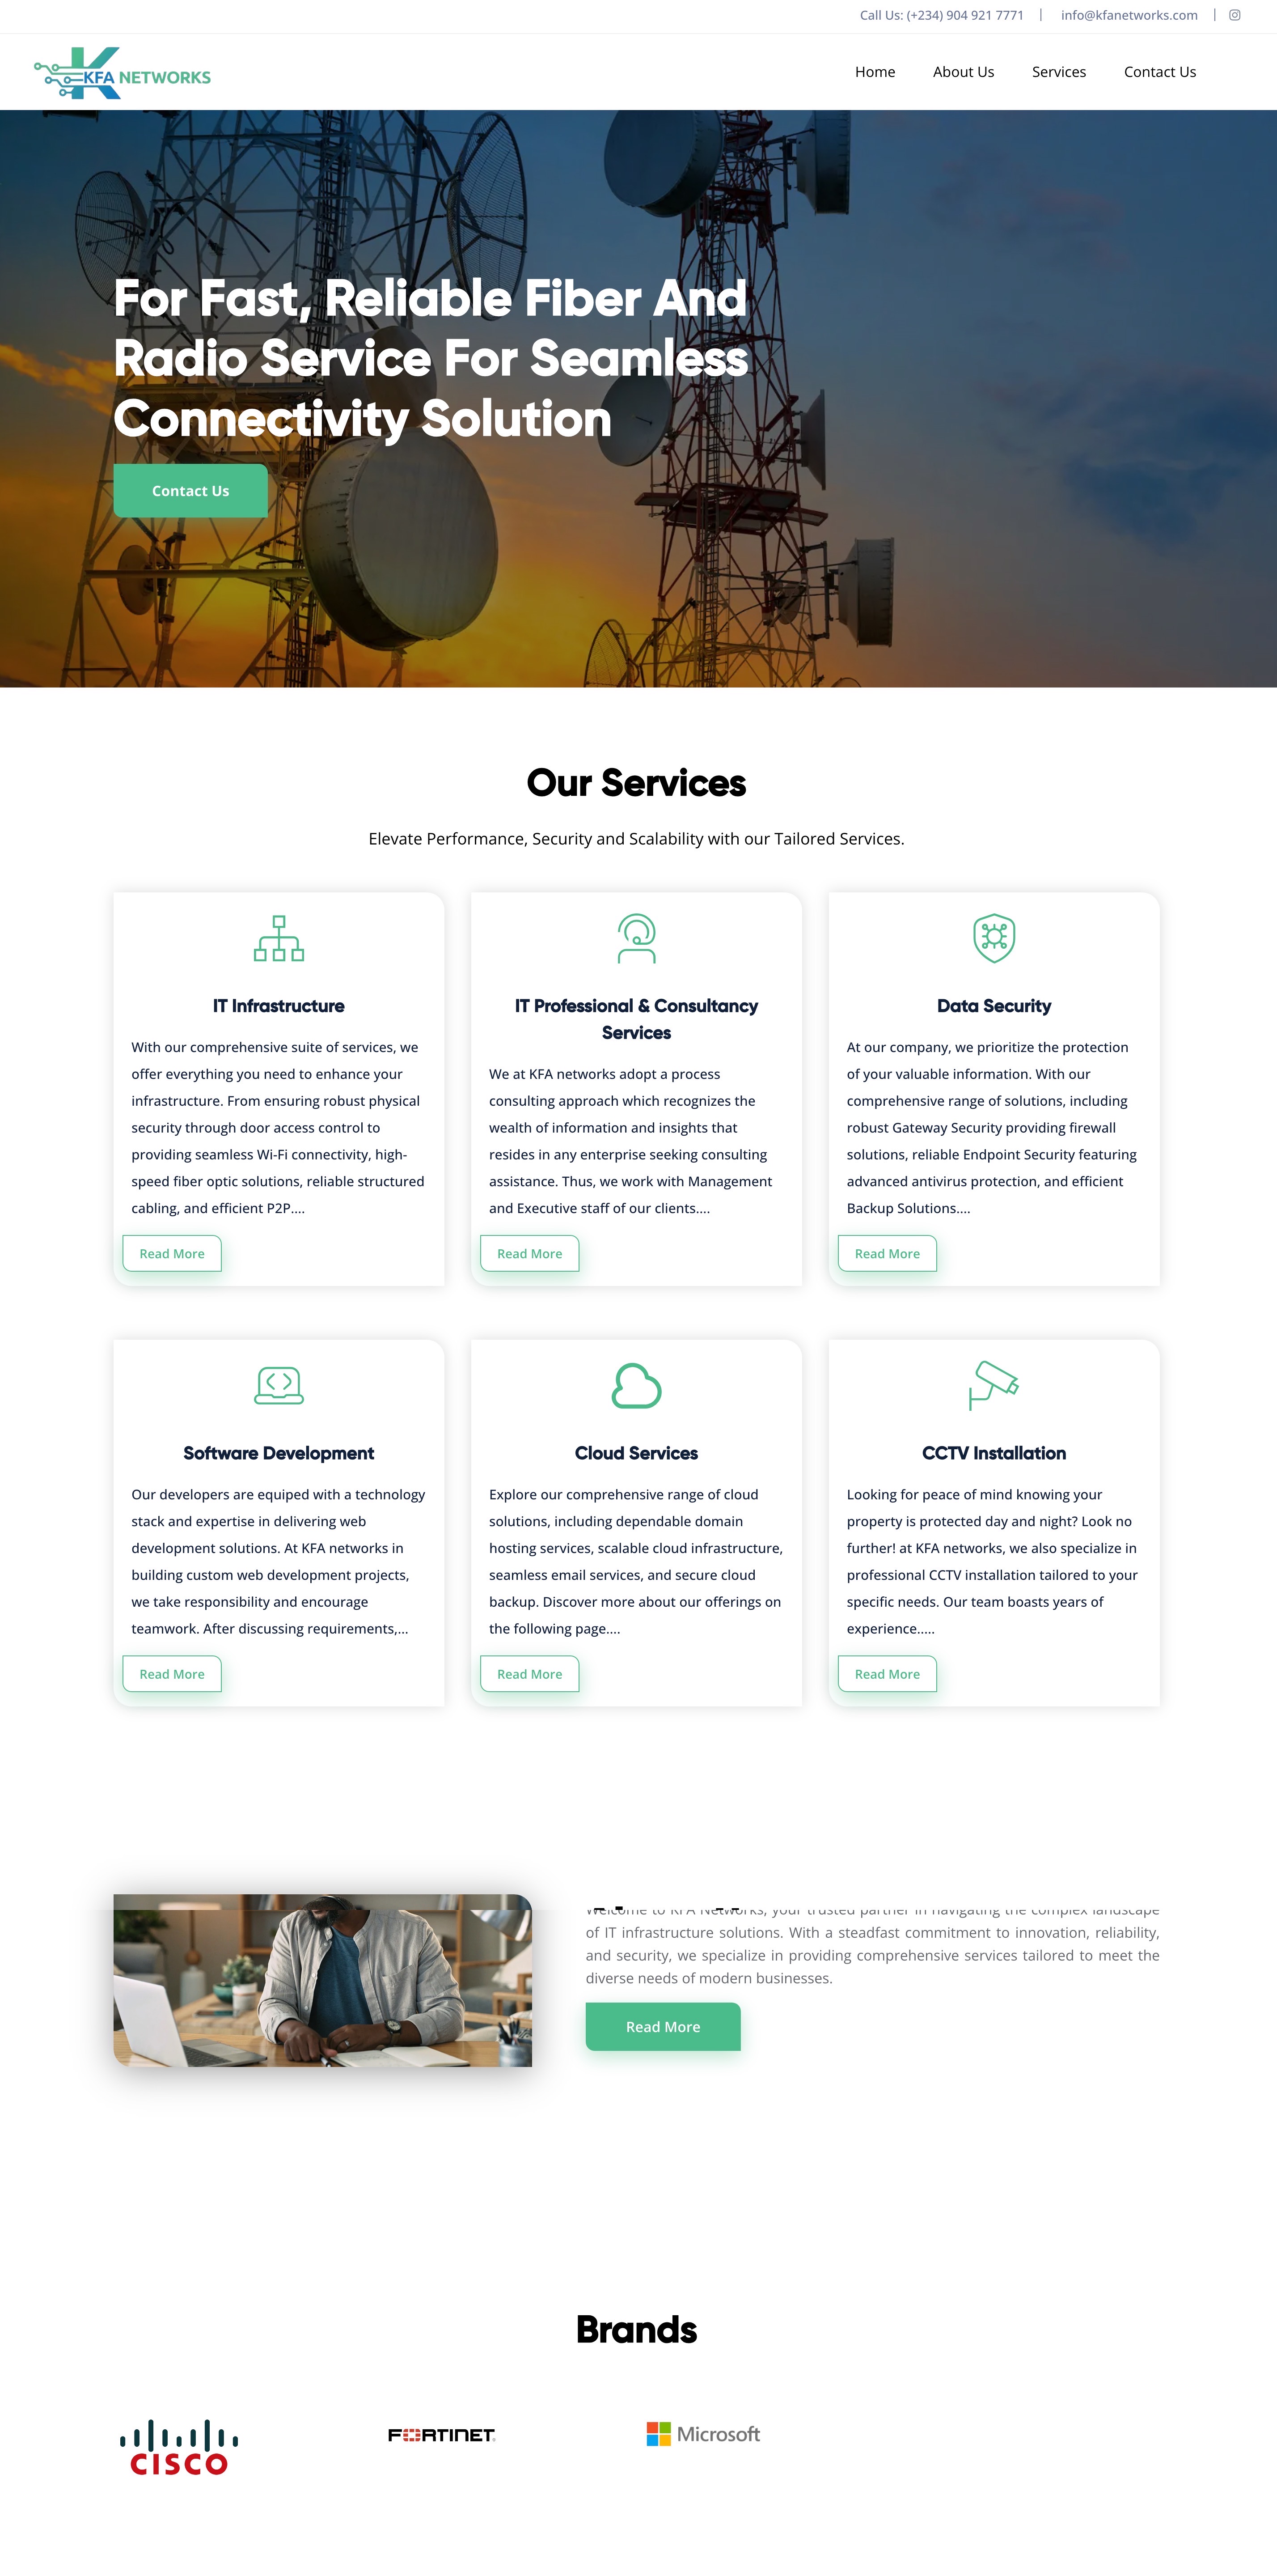 Call Us: (+234) 904 921 7771
info@kfanetworks.com
KFA NETWORKS
Home
About Us
Services
Contact Us
For Fast, Reliable Fiber And
Radio Service For Seamless
Connectivity Solution
Contact Us
Our Services
Elevate Performance, Security and Scalability with our Tailored Services.
IT Infrastructure
With our comprehensive suite of services, we
offer everything you need to enhance your
infrastructure. From ensuring robust physical
security through door access control to
providing seamless Wi-Fi connectivity, high-
speed fiber optic solutions, reliable structured
cabling, and efficient P2P....
Read More
IT Professional & Consultancy
Services
We at KFA networks adopt a process
consulting approach which recognizes the
wealth of information and insights that
resides in any enterprise seeking consulting
assistance. Thus, we work with Management
and Executive staff of our clients....
Read More
Data Security
At our company, we prioritize the protection
of your valuable information. With our
comprehensive range of solutions, including
robust Gateway Security providing firewall
solutions, reliable Endpoint Security featuring
advanced antivirus protection, and efficient
Backup Solutions....
Read More
Software Development
Our developers are equiped with a technology
stack and expertise in delivering web
development solutions. At KFA networks in
building custom web development projects,
we take responsibility and encourage
teamwork. After discussing requirements,...
Read More
Cloud Services
Explore our comprehensive range of cloud
solutions, including dependable domain
hosting services, scalable cloud infrastructure,
seamless email services, and secure cloud
backup. Discover more about our offerings on
the following page....
Read More
CCTV Installation
Looking for peace of mind knowing your
property is protected day and night? Look no
further! at KFA networks, we also specialize in
professional CCTV installation tailored to your
specific needs. Our team boasts years of
experience.....
Read More
Welcome to KFA Networks, your trusted partner in navigating the complex landscape
of IT infrastructure solutions. With a steadfast commitment to innovation, reliability,
and security, we specialize in providing comprehensive services tailored to meet the
diverse needs of modern businesses.
Read More
Brands
CISCO
FORTINET
Microsoft